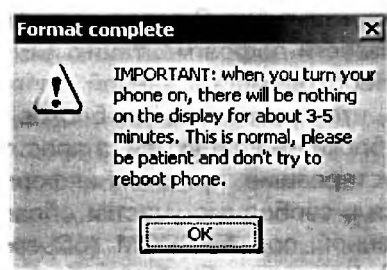 Format complete
IMPORTANT: when you turn your
phone on, there will be nothing
on the display for about 3-5
minutes. This is normal, please
be patient and don't try to
reboot phone.
OK